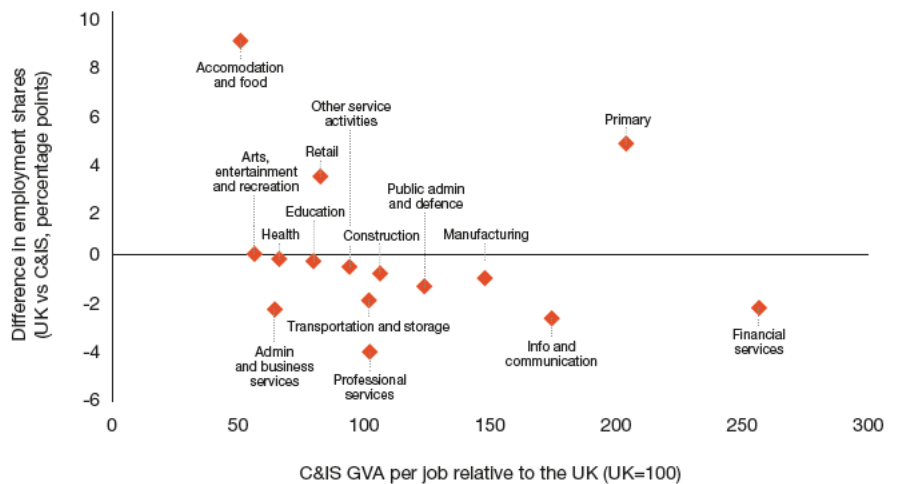 10
8
6
4
2
0
-2
-4
-6
Difference in employment shares
(UK vs C&IS, percentage points)
Accomodation
and food
Other service
activities
Primary
Arts,
entertainment
and recreation
Retail
Public admin
and defence
Education
Health
Construction
Manufacturing
Transportation and storage
Admin
and business
services
Professional
services
Info and
communication
Financial
services
0
50
100
150
200
250
300
C&IS GVA per job relative to the UK (UK=100)